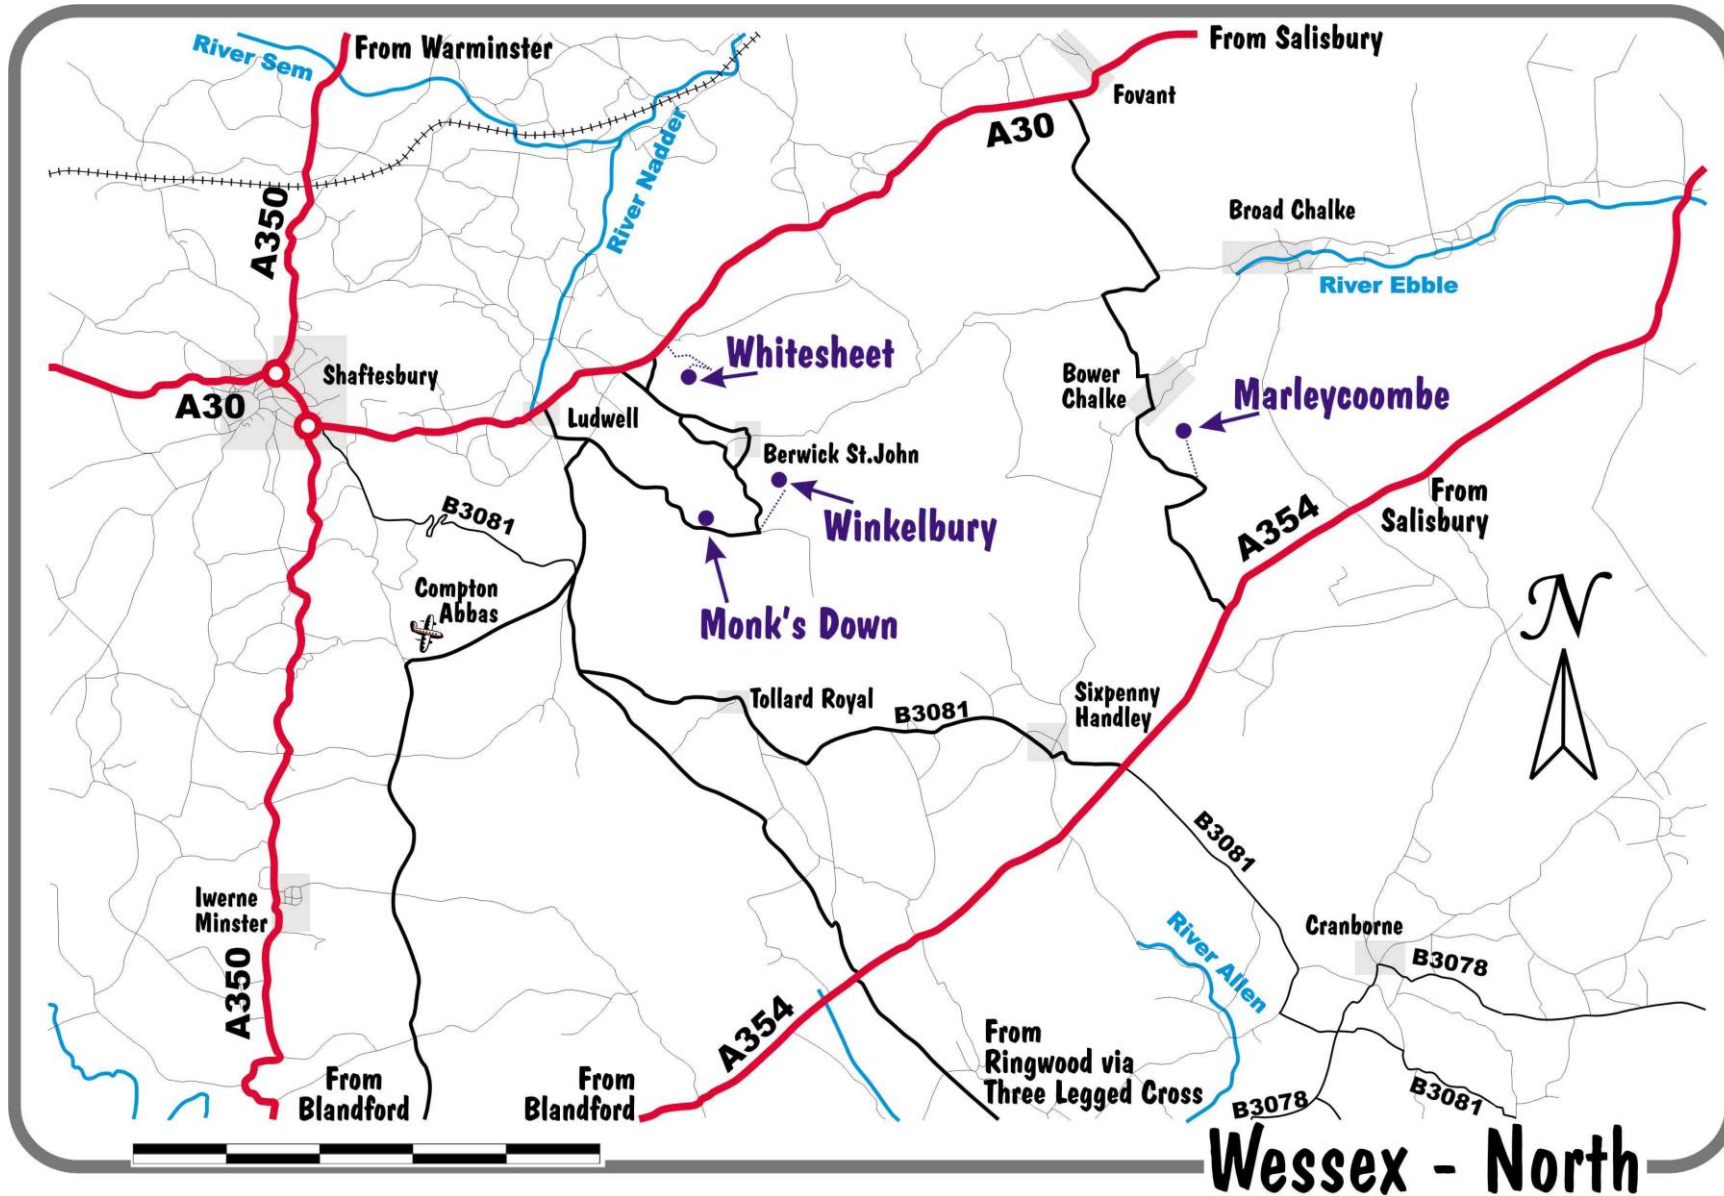 River Sem
From Warminster
From Salisbury
Fovant
A30
River Nadder
A350
Broad Chalke
River Ebble
Whitesheet
Shaftesbury
A30
Ludwell
Bower
Chalke
Marleycoombe
Berwick St.John
Winkelbury
B3081
From
Salisbury
A354
Compton
Abbas
Monk's Down
N
Tollard Royal
B3081
Sixpenny
Handley
B3081
Iwerne
Minster
A350
River Allen
Cranborne
B3078
A354
From
Ringwood via
Three Legged Cross
From
Blandford
From
Blandford
B3078
B3081
Wessex - North